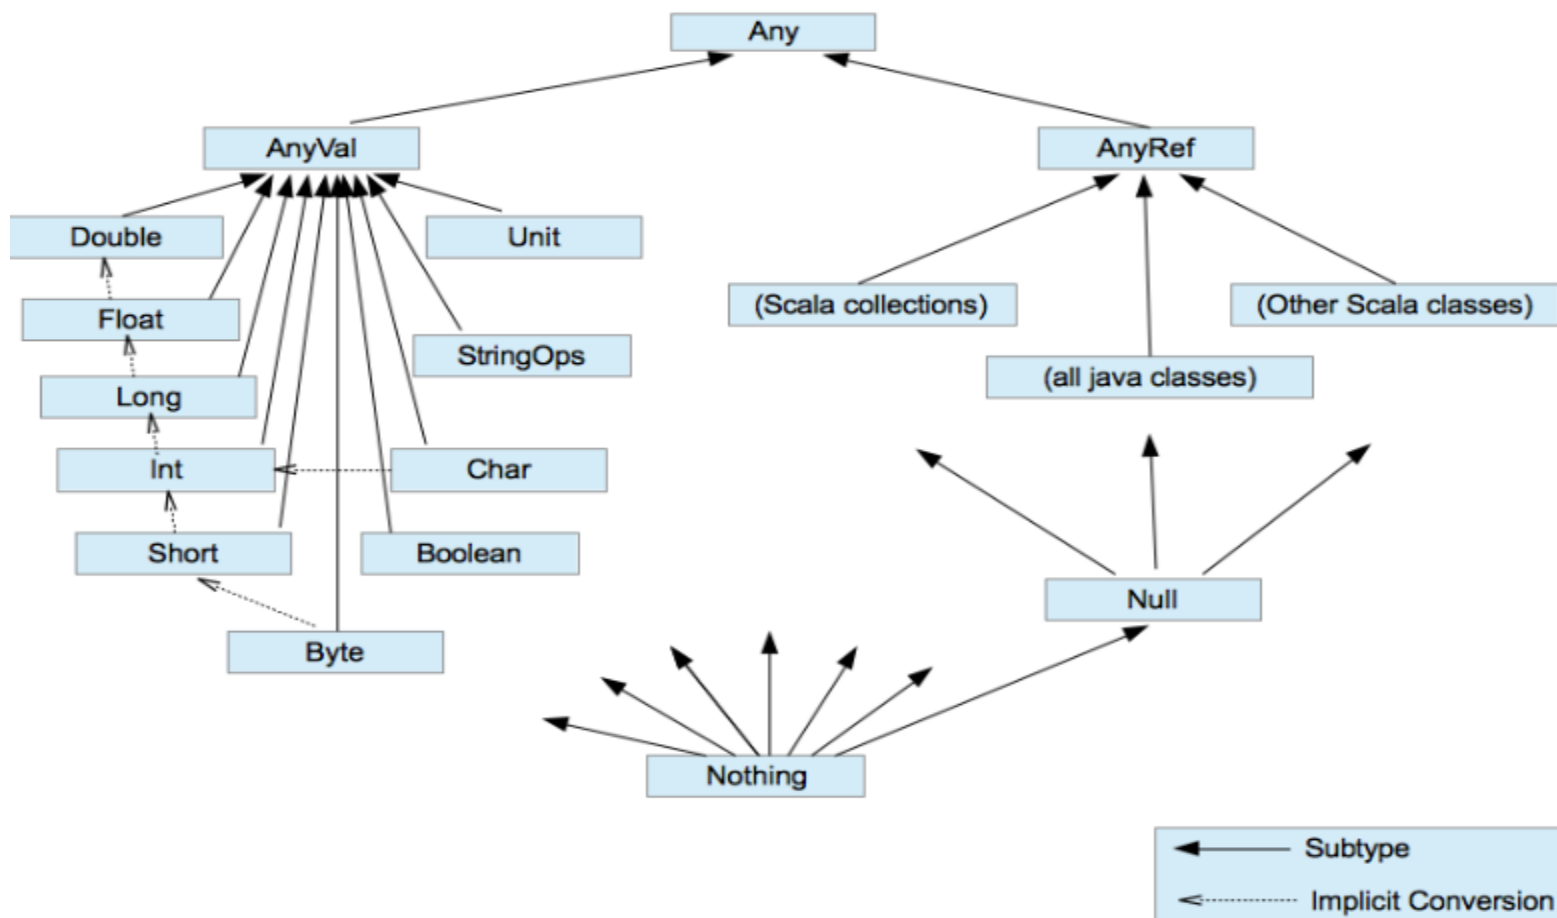 Any
AnyVal
AnyRef
Double
Unit
(Scala collections)
(Other Scala classes)
Float
StringOps
(all java classes)
Long
Int
Char
Short
Boolean
Null
Byte
Nothing
Subtype
Implicit Conversion